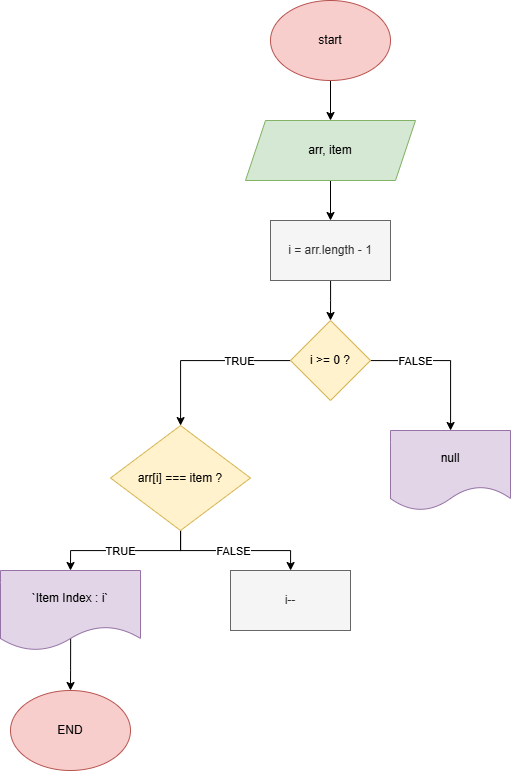 start
arr, item
i = arr.length - 1
i >= 0 ?
TRUE
FALSE
arr[i] === item ?
null
TRUE
FALSE
`Item Index : i`
i--
END